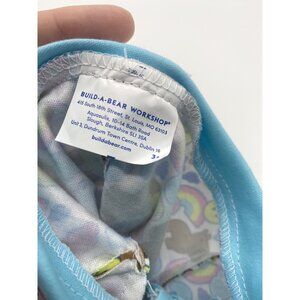 BUILD-A-BEAR WORKSHOP®
415 South 18th Street, St. Louis, MO 63103
Aquasulis, 10-14 Bath Road
Slough, Berkshire SL1 3SA
Unit 2, Dundrum Town Centre, Dublin 16
buildabear.com
3